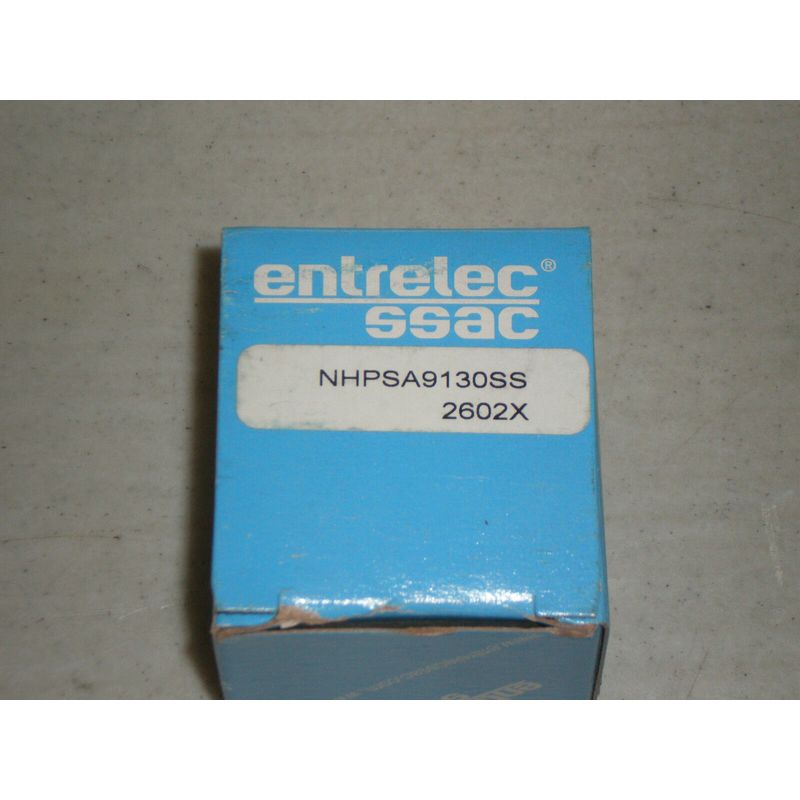 entrelec®
ssac
NHPSA9130SS
2602X